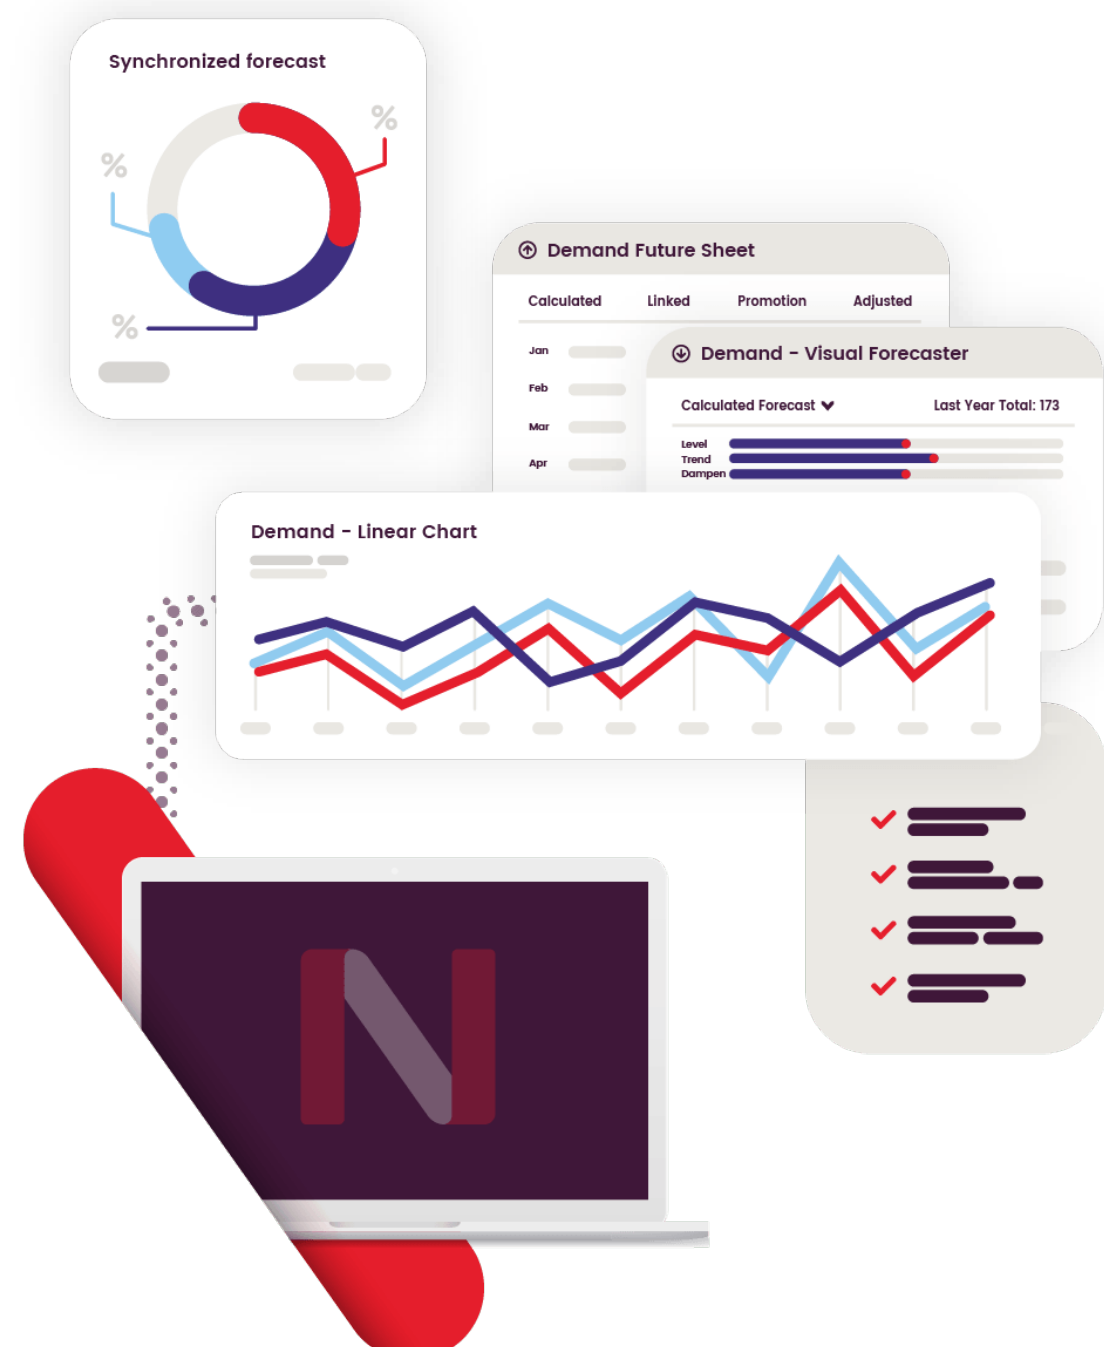 Synchronized forecast
%
%
%
Demand Future Sheet
Calculated Linked Promotion Adjusted
Jan
Feb
Mar
Apr
Demand - Visual Forecaster
Calculated Forecast Last Year Total: 173
Level
Trend
Dampen
Demand - Linear Chart
N